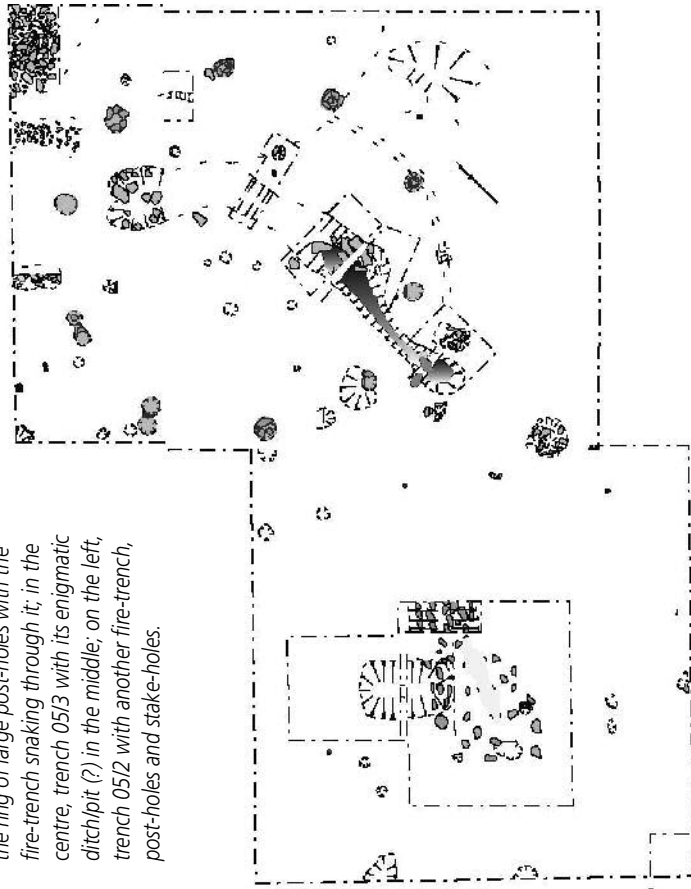 the ring of large post-holes with the
fire-trench snaking through it; in the
centre, trench 05/3 with its enigmatic
ditch/pit (?) in the middle; on the left,
trench 05/2 with another fire-trench,
post-holes and stake-holes.